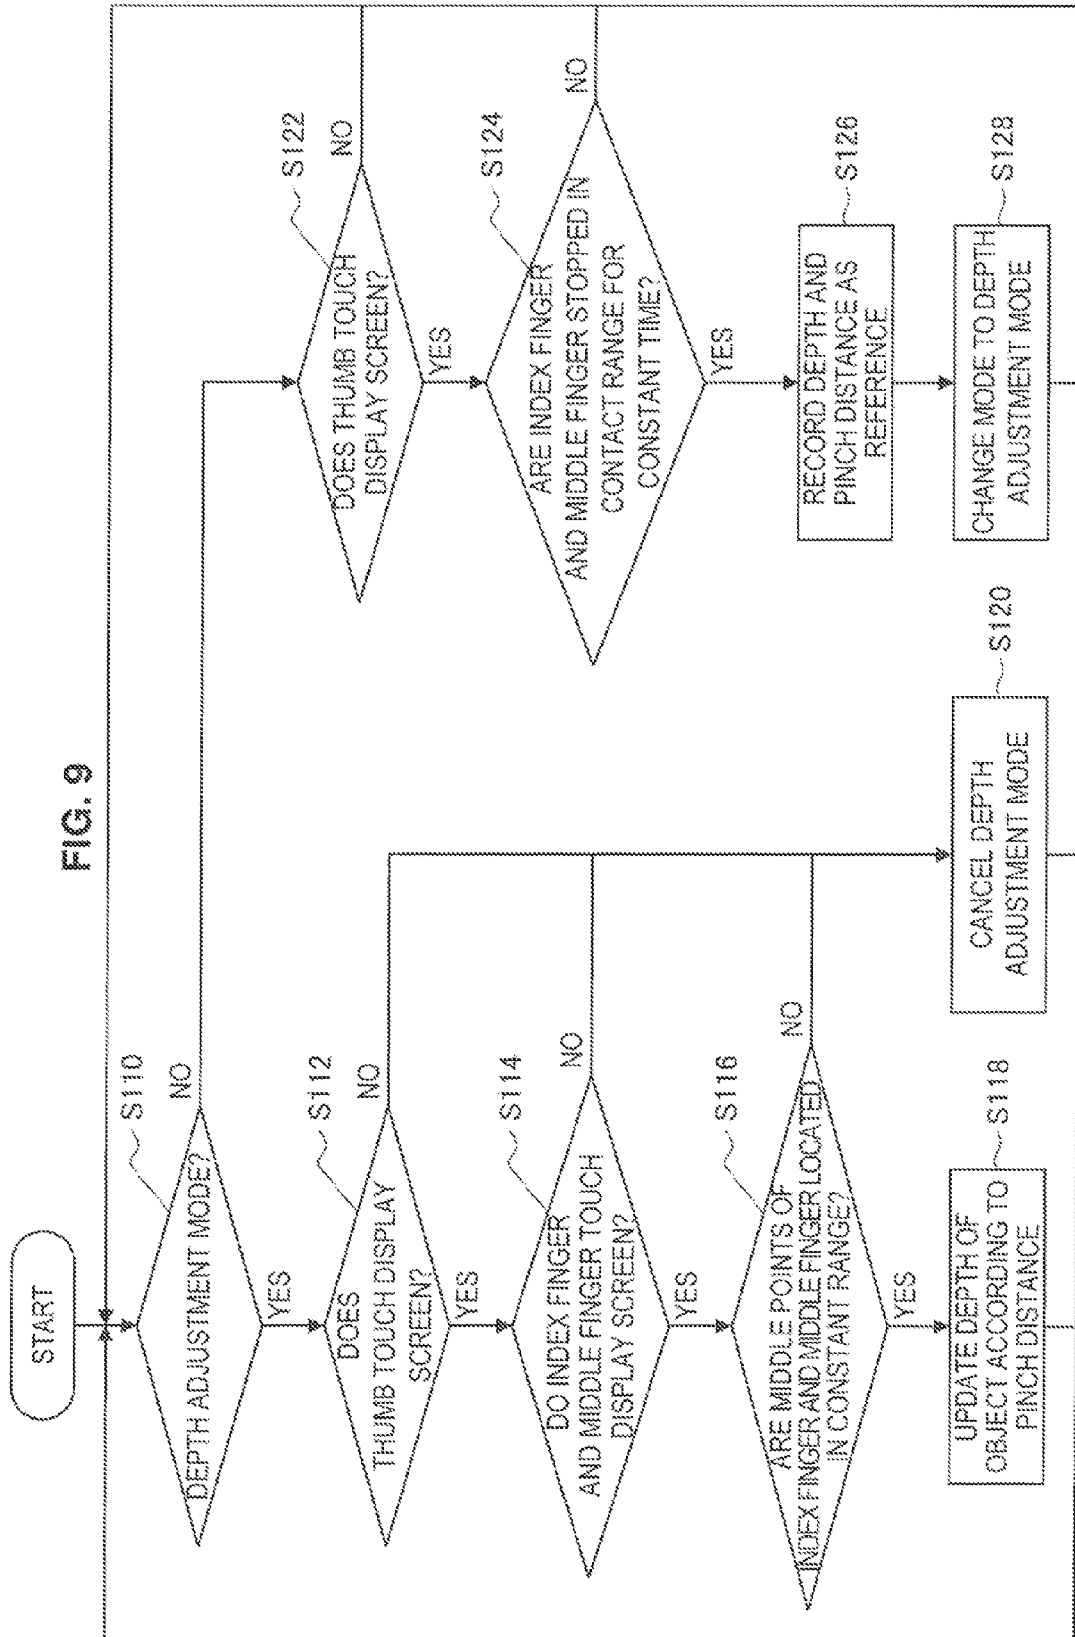 FIG. 9
START
S110
DEPTH ADJUSTMENT MODE?
NO
YES
S112
DOES
THUMB TOUCH DISPLAY
SCREEN?
NO
YES
S114
DO INDEX FINGER
AND MIDDLE FINGER TOUCH
DISPLAY SCREEN?
NO
YES
S116
ARE MIDDLE POINTS OF
INDEX FINGER AND MIDDLE FINGER LOCATED
IN CONSTANT RANGE?
NO
YES
S118
UPDATE DEPTH OF
OBJECT ACCORDING TO
PINCH DISTANCE
S120
CANCEL DEPTH
ADJUSTMENT MODE
S122
DOES THUMB TOUCH
DISPLAY SCREEN?
NO
YES
S124
ARE INDEX FINGER
AND MIDDLE FINGER STOPPED IN
CONTACT RANGE FOR
CONSTANT TIME?
NO
YES
S126
RECORD DEPTH AND
PINCH DISTANCE AS
REFERENCE
S128
CHANGE MODE TO DEPTH
ADJUSTMENT MODE